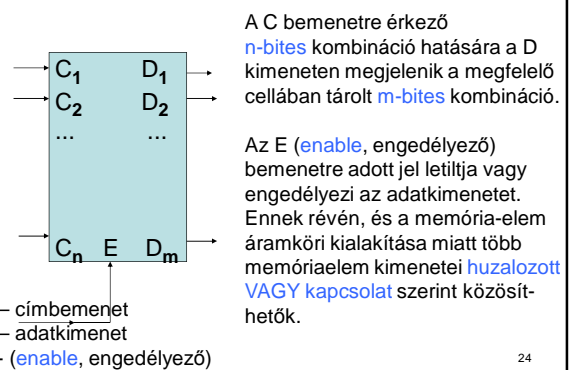 A C bemenetre érkező
n-bites kombináció hatására a D
kimeneten megjelenik a megfelelő
cellában tárolt m-bites kombináció.
Az E (enable, engedélyező)
bemenetre adott jel letiltja vagy
engedélyezi az adatkimenetet.
Ennek révén, és a memória-elem
áramköri kialakítása miatt több
memóriaelem kimenetei huzalozott
VAGY kapcsolat szerint közösít-
hetők.
C1 D1
C2 D2
... ...
Cn E Dm
– címbemenet
– adatkimenet
- (enable, engedélyező)
24